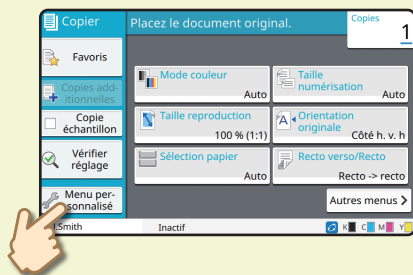 Copier
Placez le document original.
Copies
1
Favoris
Copies add-
itionnelles
Copie
échantillon
Vérifier
réglage
Menu per-
sonnalisé
Mode couleur
Auto
Taille
numérisation
Auto
Taille reproduction
100 % (1:1)
Orientation
originale
Côté h. v. h
Sélection papier
Auto
Recto verso/Recto
Recto -> recto
Autres menus >
.Smith
Inactif
K C M Y